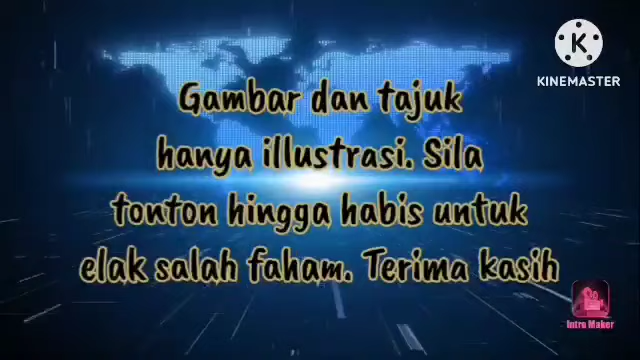 KINEMASTER
Gambar dan tajuk
hanya illustrasi. Sila
tonton hingga habis untuk
elak salah faham. Terima kasih
Intro Maker